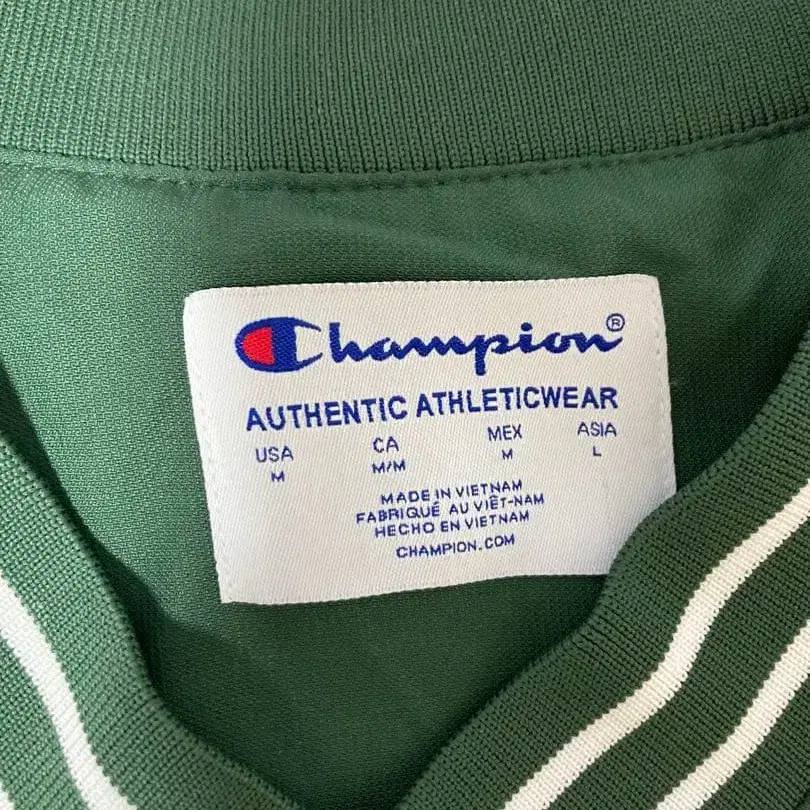 Champion®
AUTHENTIC ATHLETICWEAR
USA CA MEX ASIA
M M/M M L
MADE IN VIETNAM
FABRIQUÉ AU VIÊT-NAM
HECHO EN VIETNAM
CHAMPION.COM